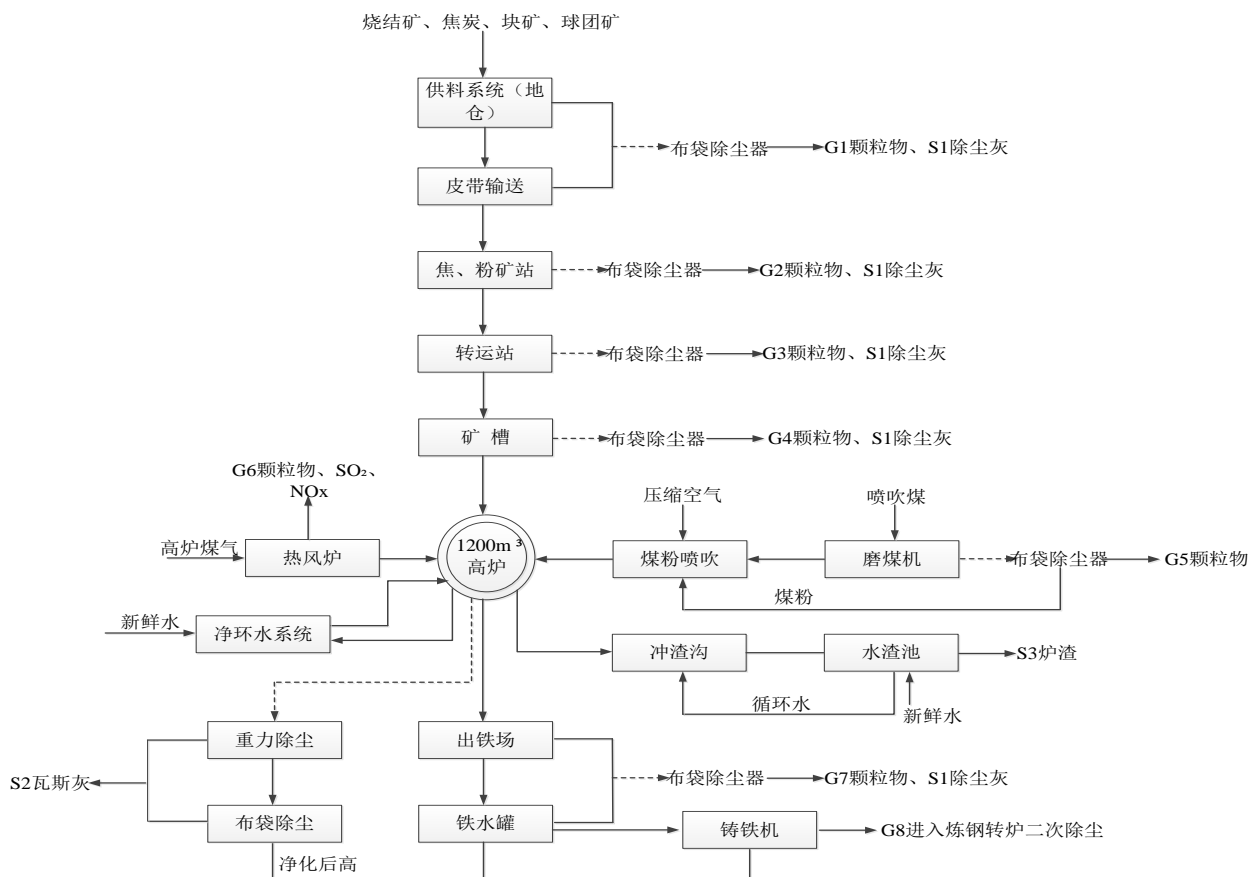 烧结矿、焦炭、块矿、球团矿
供料系统（地
仓）
布袋除尘器
G1颗粒物、S1除尘灰
皮带输送
焦、粉矿站
布袋除尘器
G2颗粒物、S1除尘灰
转运站
布袋除尘器
G3颗粒物、S1除尘灰
矿 槽
布袋除尘器
G4颗粒物、S1除尘灰
G6颗粒物、SO₂、
NOx
压缩空气
喷吹煤
高炉煤气
热风炉
1200m³
高炉
煤粉喷吹
磨煤机
布袋除尘器
G5颗粒物
煤粉
新鲜水
净环水系统
冲渣沟
水渣池
S3炉渣
循环水
新鲜水
重力除尘
出铁场
S2瓦斯灰
布袋除尘器
G7颗粒物、S1除尘灰
布袋除尘
铁水罐
铸铁机
G8进入炼钢转炉二次除尘
净化后高